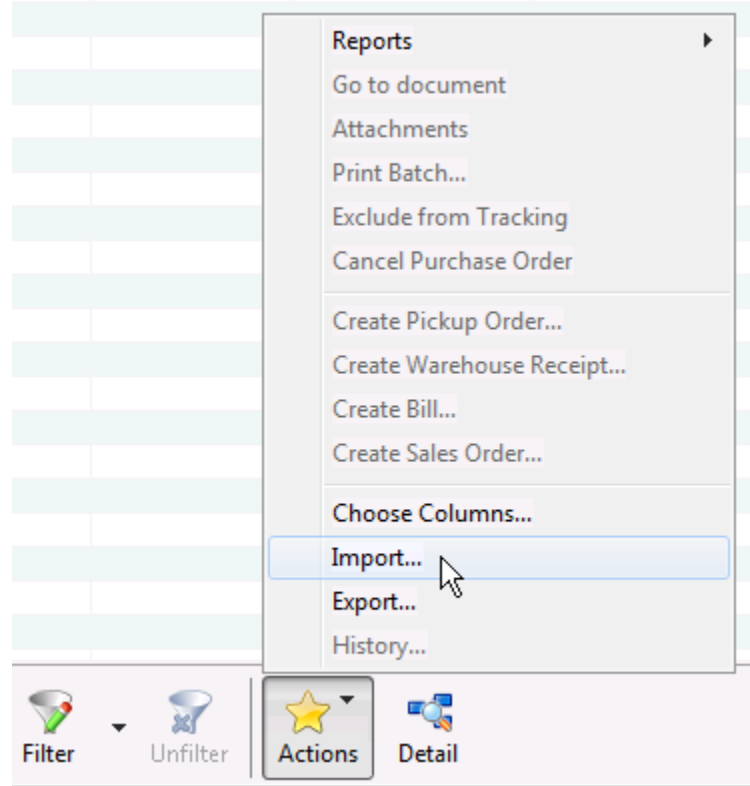 Reports
Go to document
Attachments
Print Batch...
Exclude from Tracking
Cancel Purchase Order
Create Pickup Order...
Create Warehouse Receipt...
Create Bill...
Create Sales Order...
Choose Columns...
Import...
Export...
History...
Filter Unfilter Actions Detail